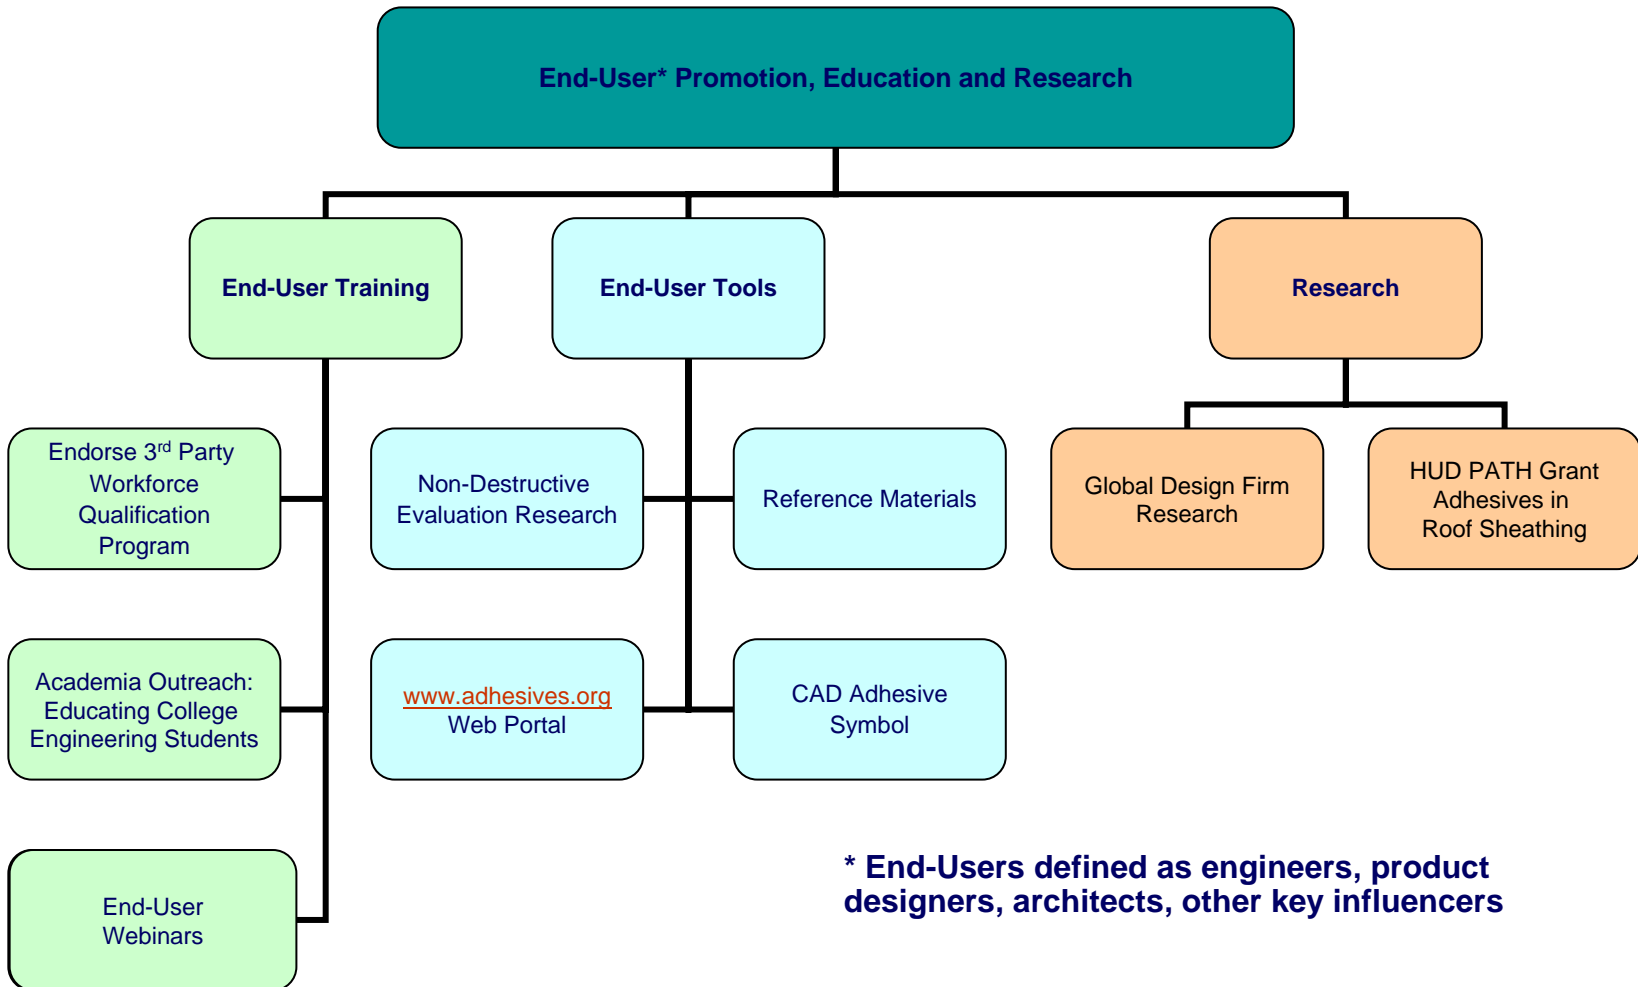 End-User* Promotion, Education and Research
End-User Training
End-User Tools
Research
Endorse 3rd Party
Workforce
Qualification
Program
Non-Destructive
Evaluation Research
Reference Materials
Global Design Firm
Research
HUD PATH Grant
Adhesives in
Roof Sheathing
Academia Outreach:
Educating College
Engineering Students
www.adhesives.org
Web Portal
CAD Adhesive
Symbol
End-User
Webinars
* End-Users defined as engineers, product
designers, architects, other key influencers